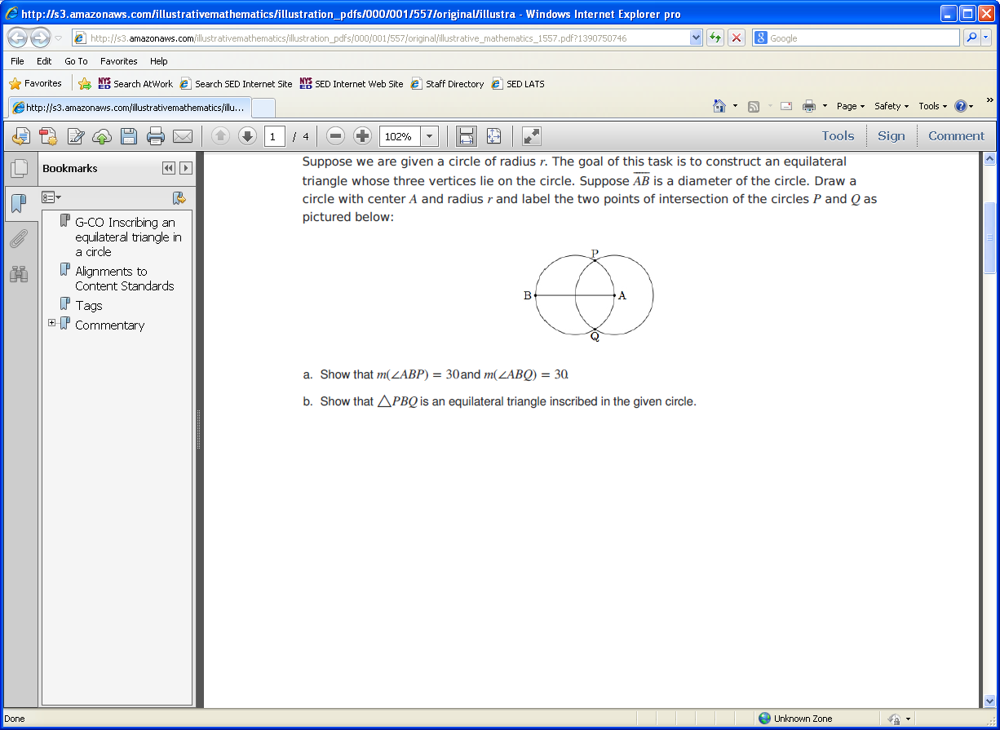 http://s3.amazonaws.com/illustrativemathematics/illustration_pdfs/000/001/557/original/illustra - Windows Internet Explorer pro
http://s3.amazonaws.com/illustrativemathematics/illustration_pdfs/000/001/557/original/illustrative_mathematics_1557.pdf?1390750746
Google
File Edit Go To Favorites Help
Favorites NYS ED Search AtWork Search SED Internet Site NYS ED SED Internet Web Site Staff Directory SED LATS
http://s3.amazonaws.com/illustrativemathematics/illu...
Page Safety Tools »
1 / 4 102% Tools Sign Comment
Bookmarks
G-CO Inscribing an
equilateral triangle in
a circle
Alignments to
Content Standards
Tags
Commentary
Suppose we are given a circle of radius r. The goal of this task is to construct an equilateral
triangle whose three vertices lie on the circle. Suppose A̅B̅ is a diameter of the circle. Draw a
circle with center A and radius r and label the two points of intersection of the circles P and Q as
pictured below:
P
B A
Q
a. Show that m(∠ABP) = 30 and m(∠ABQ) = 30.
b. Show that △PBQ is an equilateral triangle inscribed in the given circle.
Done Unknown Zone